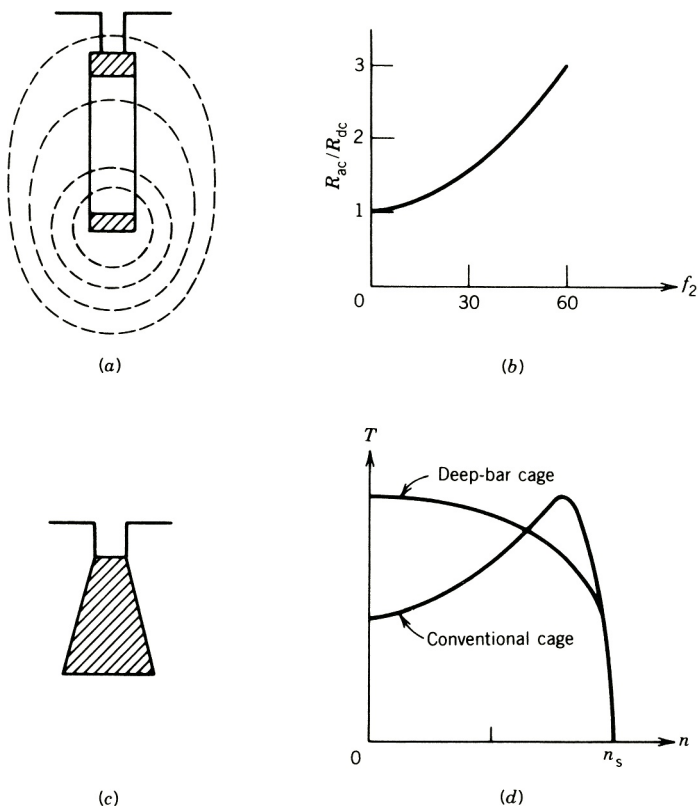 (a)
3
2
1
0
30
60
R_ac/R_dc
f_2
(b)
(c)
T
Deep-bar cage
Conventional cage
0
n_s
n
(d)